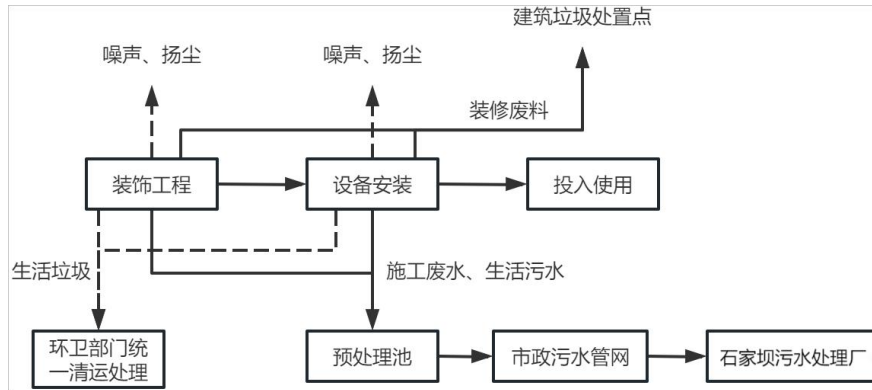 建筑垃圾处置点
噪声、扬尘
噪声、扬尘
装修废料
装饰工程
设备安装
投入使用
生活垃圾
施工废水、生活污水
环卫部门统
一清运处理
预处理池
市政污水管网
石家坝污水处理厂